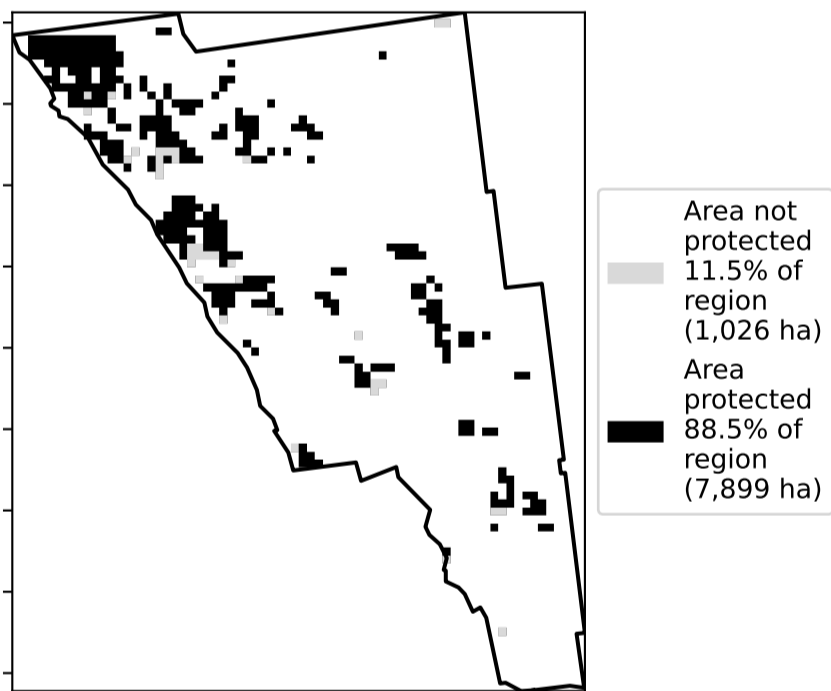 Area not
protected
11.5% of
region
(1,026 ha)
Area
protected
88.5% of
region
(7,899 ha)